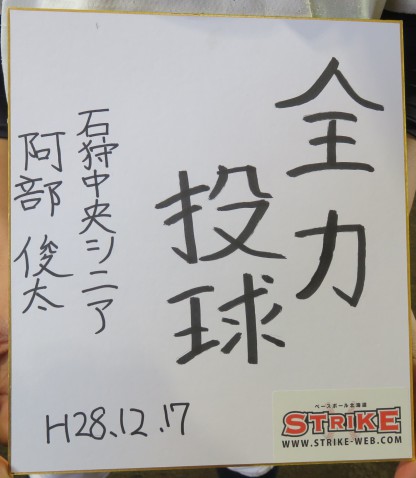 全力
投球
石狩中央シニア
阿部 俊太
H28.12.17
ベースボール北海道
STRIKE
WWW.STRIKE-WEB.COM